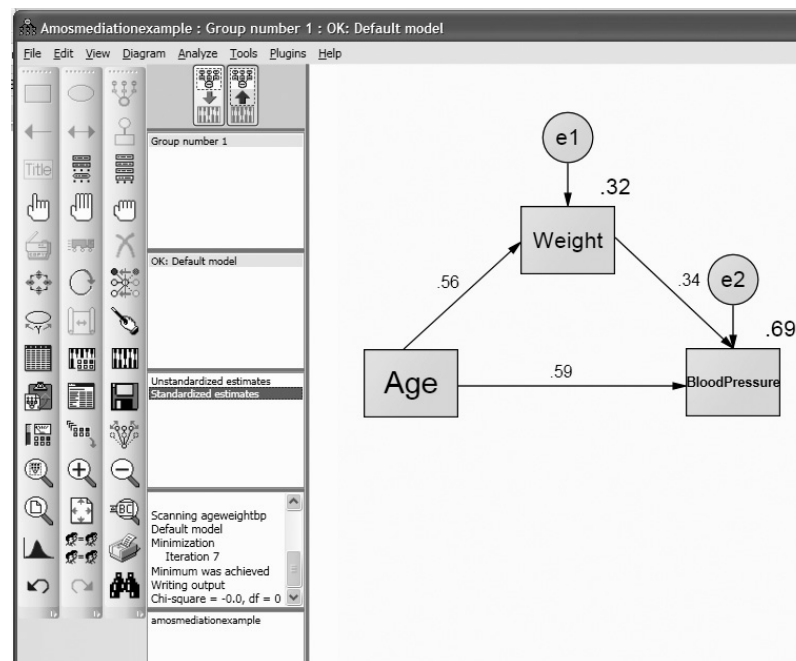 Amosmediationexample : Group number 1 : OK: Default model
File Edit View Diagram Analyze Tools Plugins Help
Title
Group number 1
OK: Default model
Unstandardized estimates
Standardized estimates
Scanning ageweightbp
Default model
Minimization
Iteration 7
Minimum was achieved
Writing output
Chi-square = -0.0, df = 0
amosmediationexample
e1
.32
Weight
.56
.34
e2
.69
Age
.59
BloodPressure